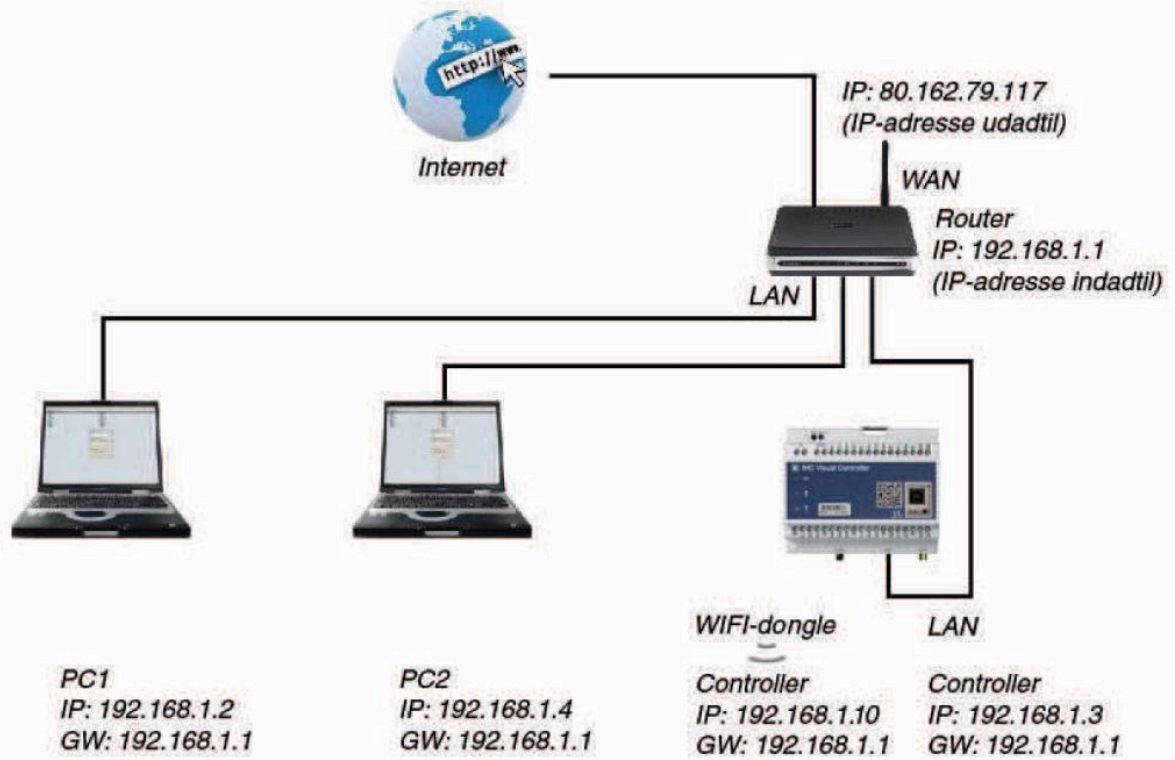 http://www.
Internet
IP: 80.162.79.117
(IP-adresse udadtil)
WAN
Router
IP: 192.168.1.1
(IP-adresse indadtil)
LAN
IHC Visual Controller
WIFI-dongle
LAN
PC1
IP: 192.168.1.2
GW: 192.168.1.1
PC2
IP: 192.168.1.4
GW: 192.168.1.1
Controller
IP: 192.168.1.10
GW: 192.168.1.1
Controller
IP: 192.168.1.3
GW: 192.168.1.1